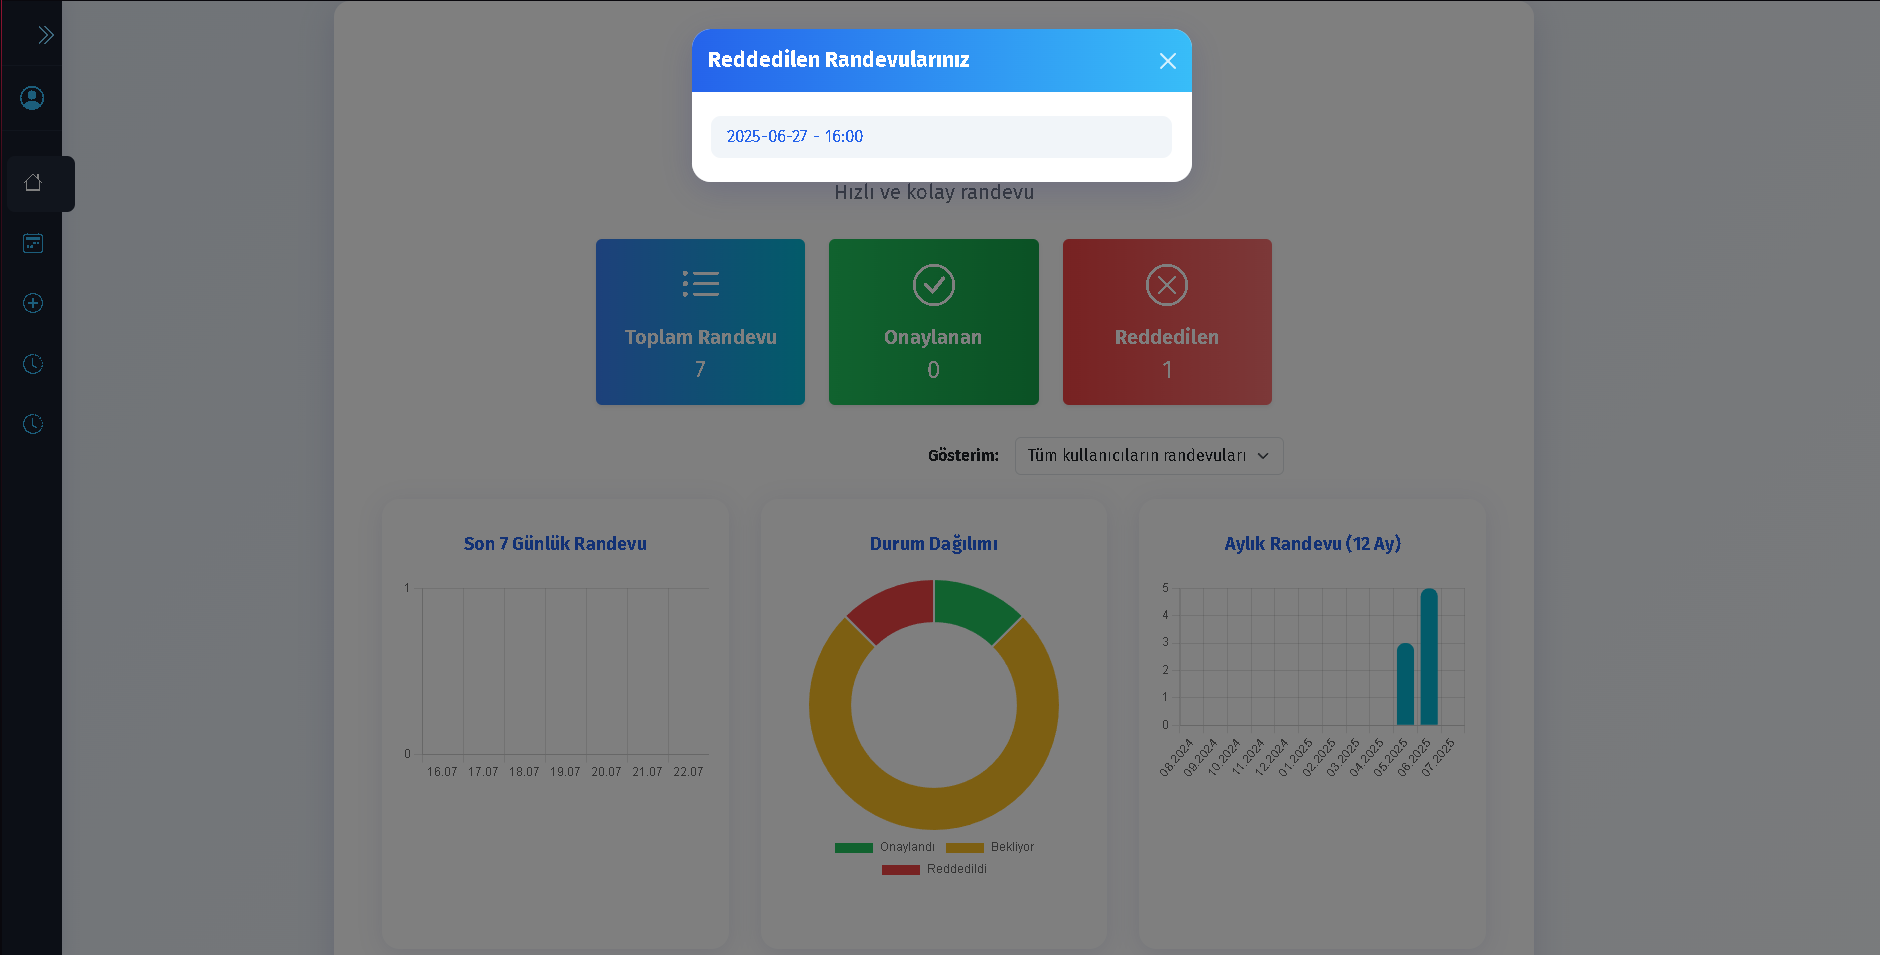 Reddedilen Randevularınız
2025-06-27 - 16:00
Hızlı ve kolay randevu
Toplam Randevu
7
Onaylanan
0
Reddedilen
1
Gösterim:
Tüm kullanıcıların randevuları
Son 7 Günlük Randevu
1
0
16.07 17.07 18.07 19.07 20.07 21.07 22.07
Durum Dağılımı
Onaylandı Bekliyor
Reddedildi
Aylık Randevu (12 Ay)
5
4
3
2
1
0
08.2024 09.2024 10.2024 11.2024 12.2024 01.2025 02.2025 03.2025 04.2025 05.2025 06.2025 07.2025